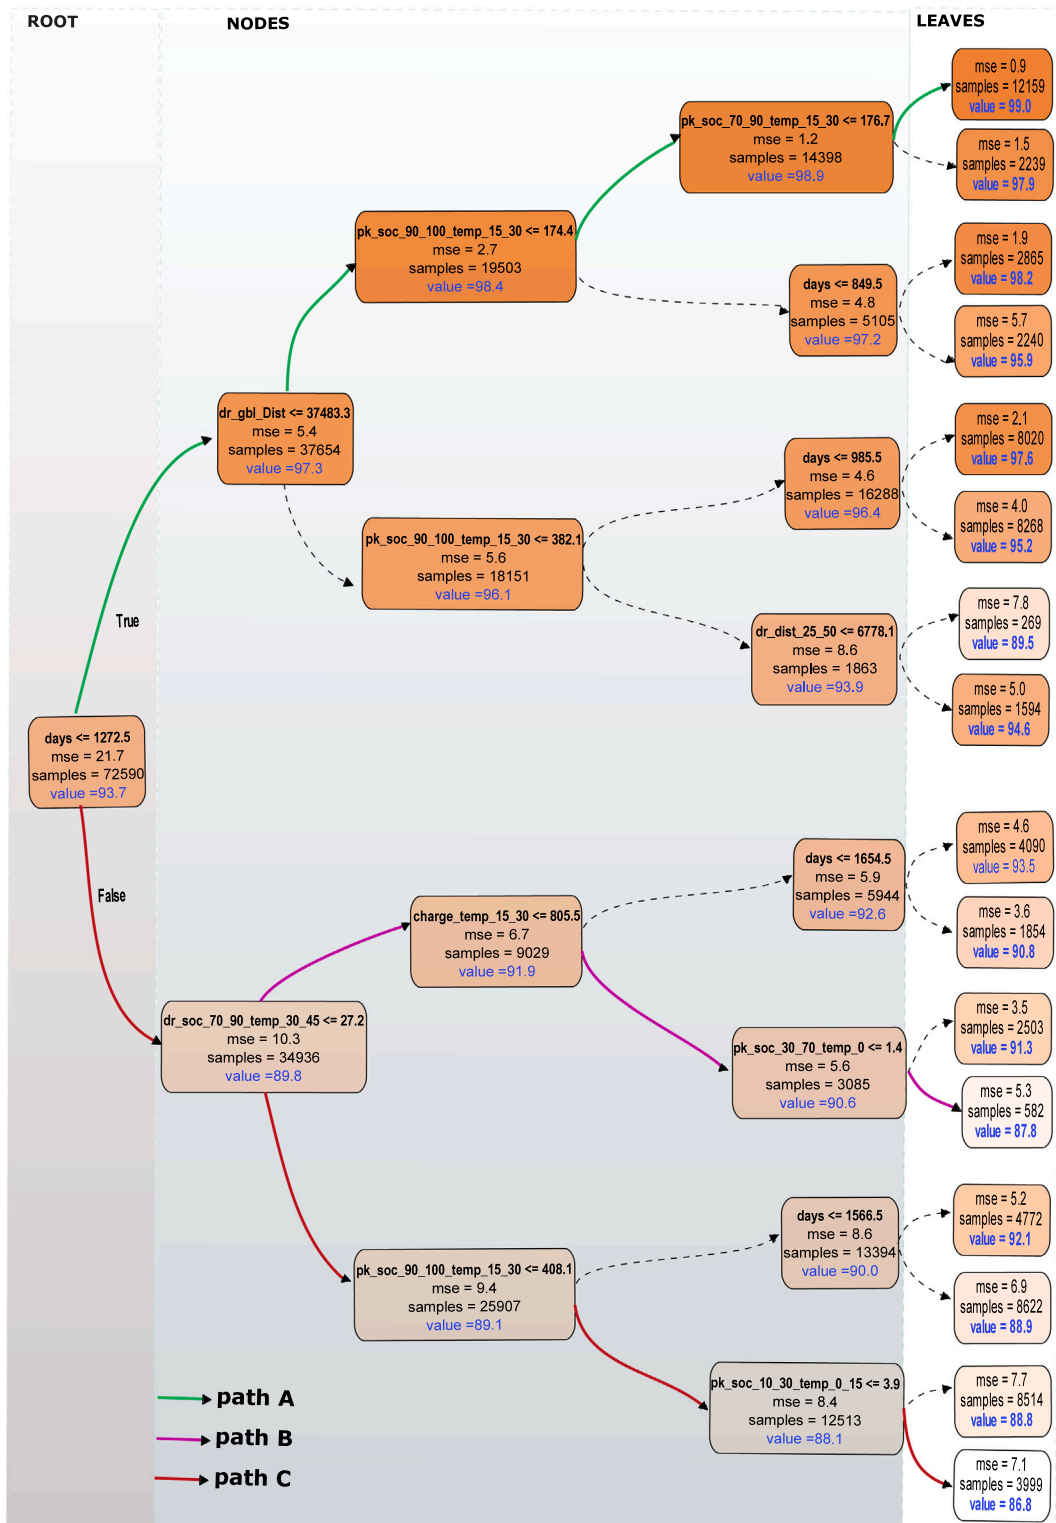 ROOT
NODES
LEAVES
mse = 0.9
samples = 12159
value = 99.0
pk_soc_70_90_temp_15_30 <= 176.7
mse = 1.2
samples = 14398
value =98.9
mse = 1.5
samples = 2239
value = 97.9
pk_soc_90_100_temp_15_30 <= 174.4
mse = 2.7
samples = 19503
value =98.4
mse = 1.9
samples = 2865
value = 98.2
days <= 849.5
mse = 4.8
samples = 5105
value =97.2
mse = 5.7
samples = 2240
value = 95.9
dr_gbl_Dist <= 37483.3
mse = 5.4
samples = 37654
value =97.3
mse = 2.1
samples = 8020
value = 97.6
days <= 985.5
mse = 4.6
samples = 16288
value =96.4
mse = 4.0
samples = 8268
value = 95.2
pk_soc_90_100_temp_15_30 <= 382.1
mse = 5.6
samples = 18151
value =96.1
mse = 7.8
samples = 269
value = 89.5
dr_dist_25_50 <= 6778.1
mse = 8.6
samples = 1863
value =93.9
mse = 5.0
samples = 1594
value = 94.6
True
days <= 1272.5
mse = 21.7
samples = 72590
value =93.7
False
mse = 4.6
samples = 4090
value = 93.5
days <= 1654.5
mse = 5.9
samples = 5944
value =92.6
mse = 3.6
samples = 1854
value = 90.8
charge_temp_15_30 <= 805.5
mse = 6.7
samples = 9029
value =91.9
mse = 3.5
samples = 2503
value = 91.3
dr_soc_70_90_temp_30_45 <= 27.2
mse = 10.3
samples = 34936
value =89.8
pk_soc_30_70_temp_0 <= 1.4
mse = 5.6
samples = 3085
value =90.6
mse = 5.3
samples = 582
value = 87.8
mse = 5.2
samples = 4772
value = 92.1
days <= 1566.5
mse = 8.6
samples = 13394
value =90.0
mse = 6.9
samples = 8622
value = 88.9
pk_soc_90_100_temp_15_30 <= 408.1
mse = 9.4
samples = 25907
value =89.1
mse = 7.7
samples = 8514
value = 88.8
pk_soc_10_30_temp_0_15 <= 3.9
mse = 8.4
samples = 12513
value =88.1
mse = 7.1
samples = 3999
value = 86.8
path A
path B
path C